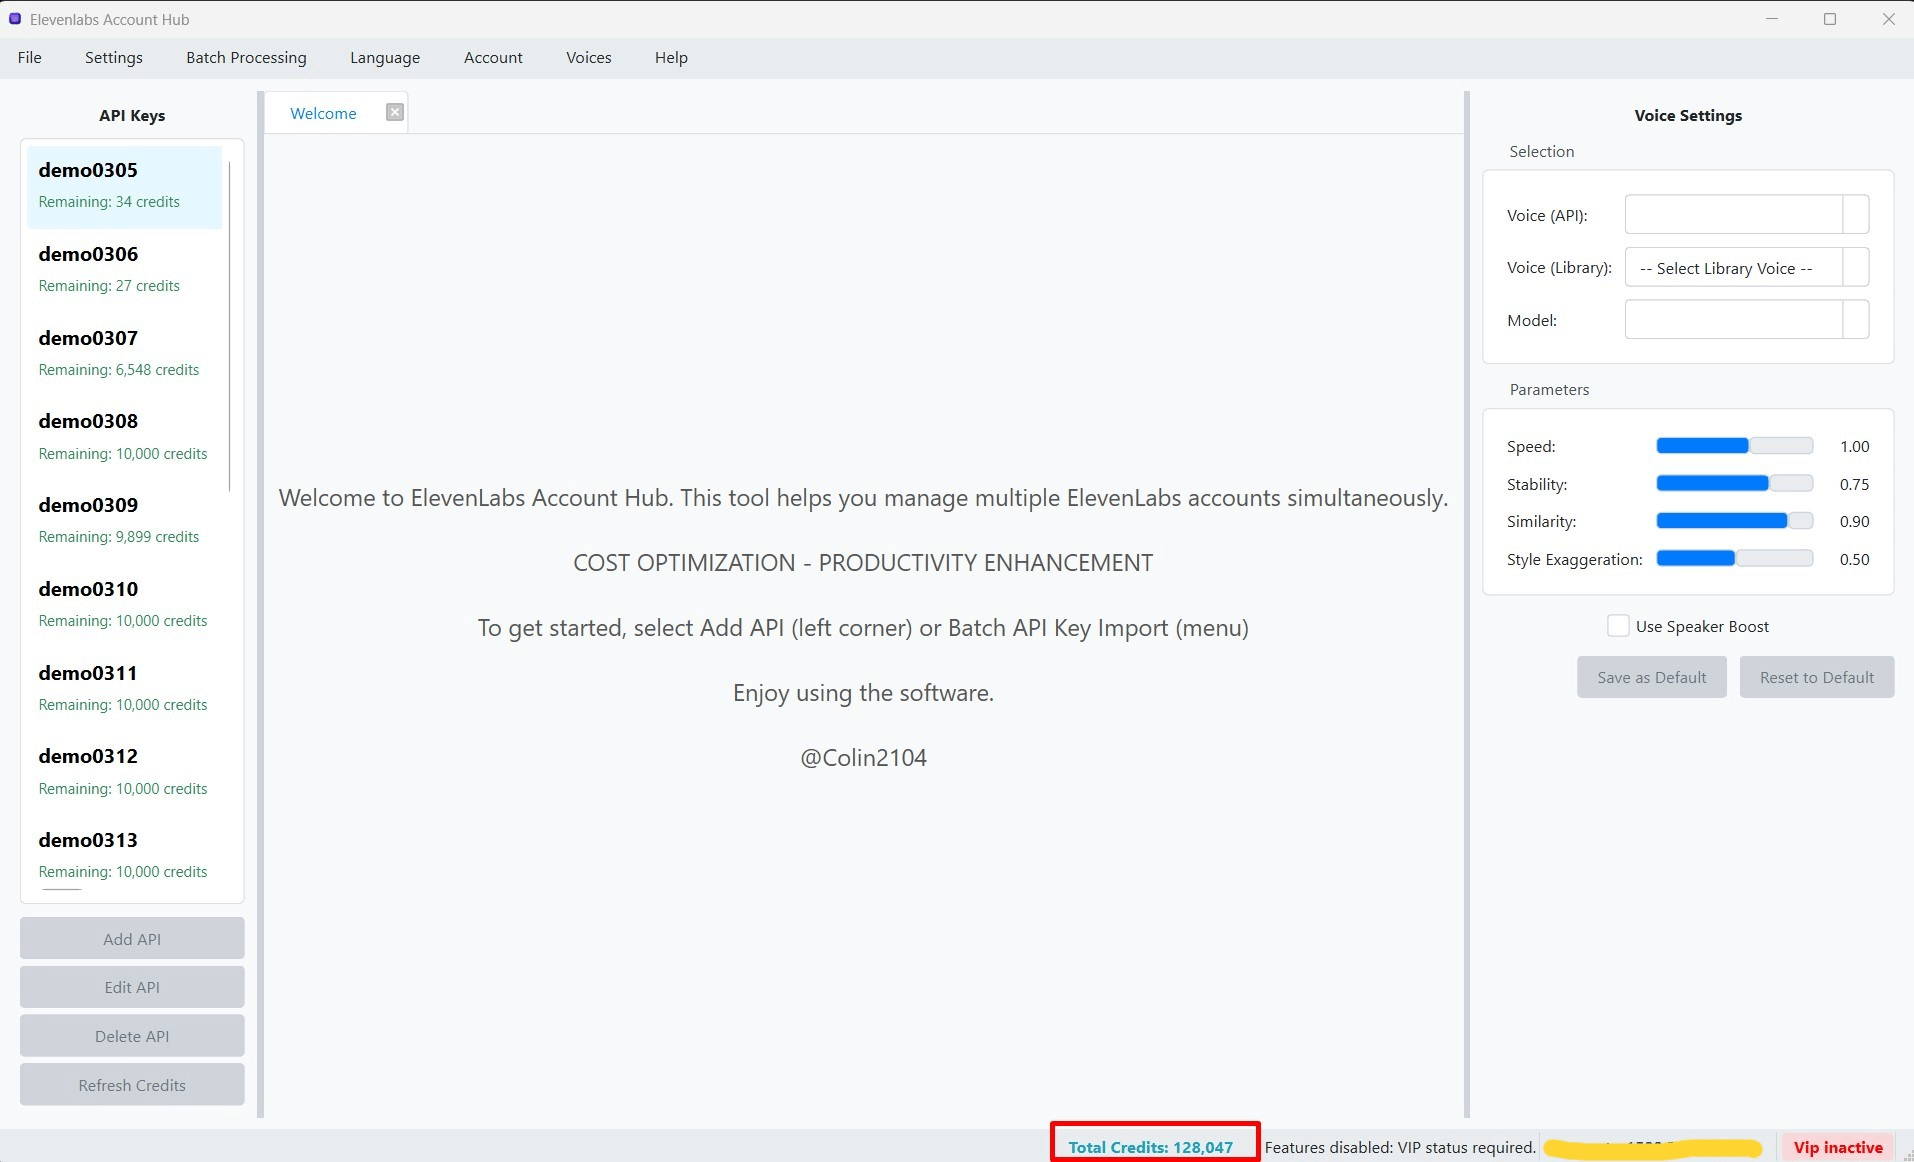 Elevenlabs Account Hub
File Settings Batch Processing Language Account Voices Help
API Keys
demo0305
Remaining: 34 credits
demo0306
Remaining: 27 credits
demo0307
Remaining: 6,548 credits
demo0308
Remaining: 10,000 credits
demo0309
Remaining: 9,899 credits
demo0310
Remaining: 10,000 credits
demo0311
Remaining: 10,000 credits
demo0312
Remaining: 10,000 credits
demo0313
Remaining: 10,000 credits
Add API
Edit API
Delete API
Refresh Credits
Welcome
Welcome to ElevenLabs Account Hub. This tool helps you manage multiple ElevenLabs accounts simultaneously.
COST OPTIMIZATION - PRODUCTIVITY ENHANCEMENT
To get started, select Add API (left corner) or Batch API Key Import (menu)
Enjoy using the software.
@Colin2104
Voice Settings
Selection
Voice (API):
Voice (Library): -- Select Library Voice --
Model:
Parameters
Speed: 1.00
Stability: 0.75
Similarity: 0.90
Style Exaggeration: 0.50
Use Speaker Boost
Save as Default Reset to Default
Total Credits: 128,047 Features disabled: VIP status required. Vip inactive